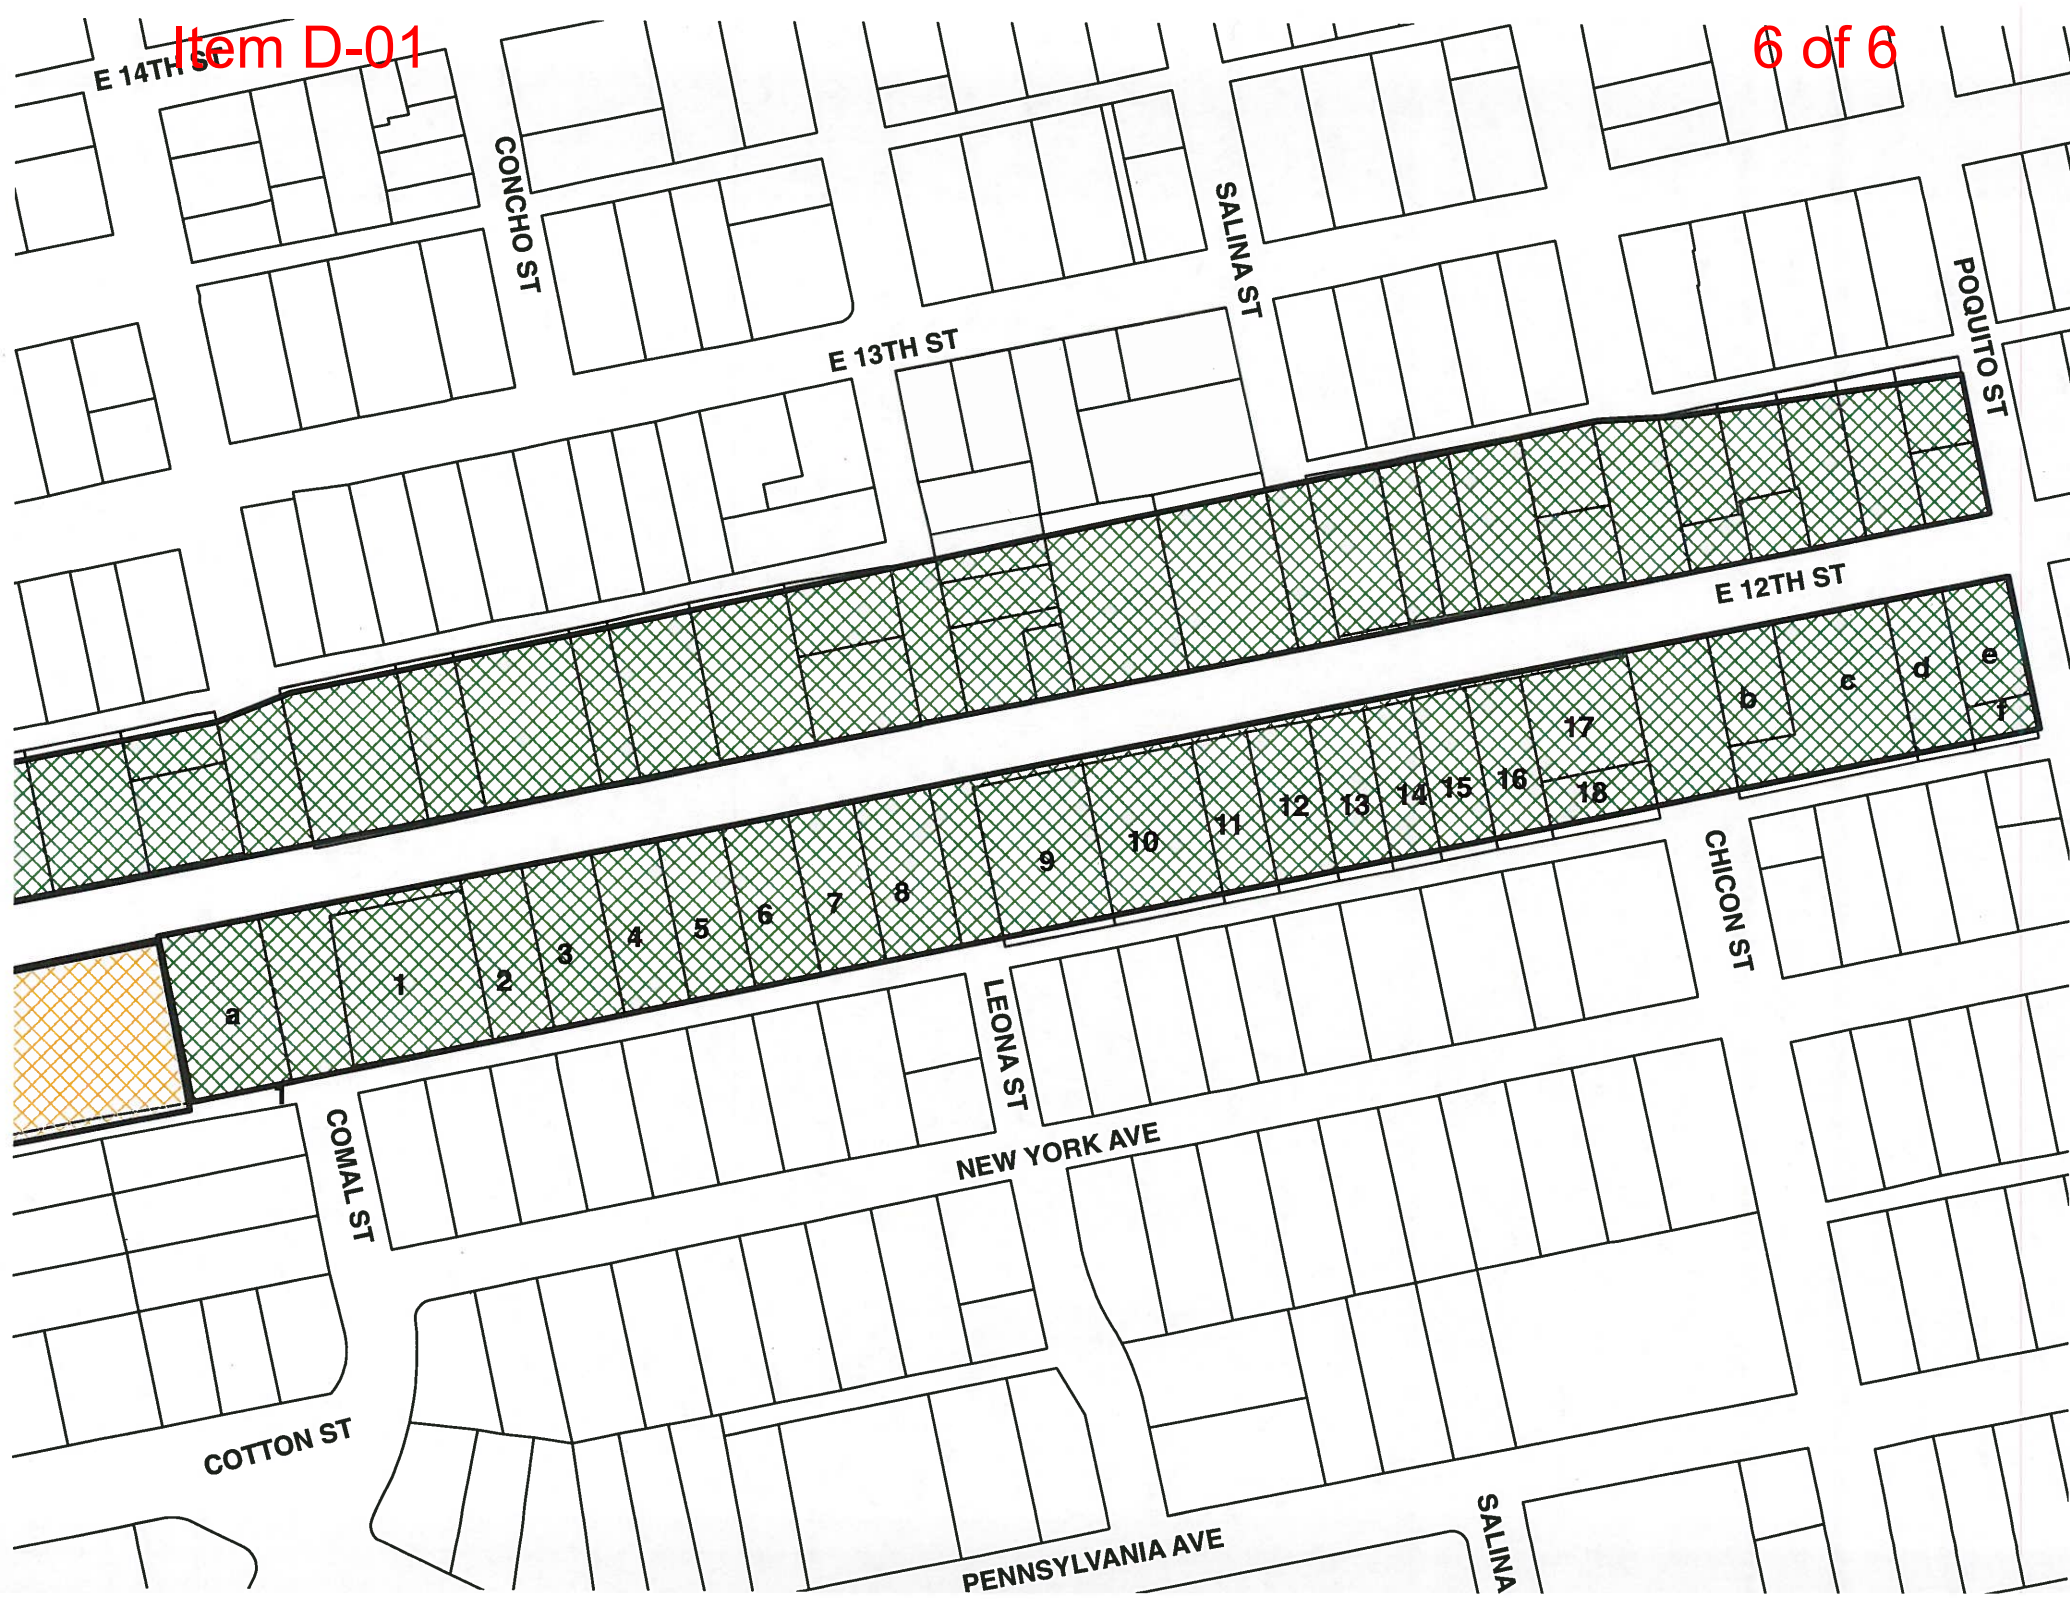 Item D-01
6 of 6
E 14TH ST
CONCHO ST
SALINA ST
POQUITO ST
E 13TH ST
E 12TH ST
a
1
2
3
4
5
6
7
8
9
10
11
12
13
14
15
16
17
18
b
c
d
e
f
CHICON ST
LEONA ST
COMAL ST
NEW YORK AVE
COTTON ST
PENNSYLVANIA AVE
SALINA